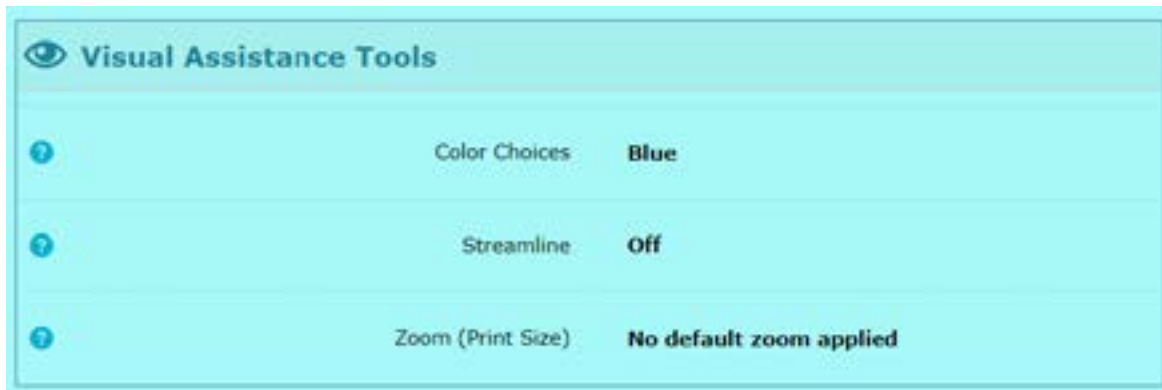 Visual Assistance Tools
? Color Choices Blue
? Streamline Off
? Zoom (Print Size) No default zoom applied